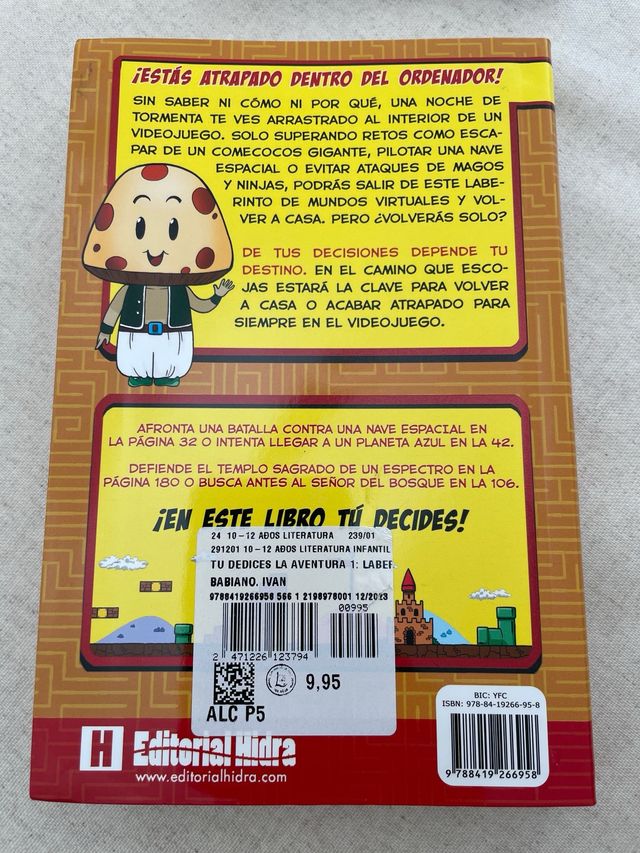 ¡ESTÁS ATRAPADO DENTRO DEL ORDENADOR!
SIN SABER NI CÓMO NI POR QUÉ, UNA NOCHE DE
TORMENTA TE VES ARRASTRADO AL INTERIOR DE UN
VIDEOJUEGO. SOLO SUPERANDO RETOS COMO ESCA-
PAR DE UN COMECOCOS GIGANTE, PILOTAR UNA NAVE
ESPACIAL O EVITAR ATAQUES DE MAGOS
Y NINJAS, PODRÁS SALIR DE ESTE LABE-
RINTO DE MUNDOS VIRTUALES Y VOL-
VER A CASA. PERO ¿VOLVERÁS SOLO?
DE TUS DECISIONES DEPENDE TU
DESTINO. EN EL CAMINO QUE ESCO-
JAS ESTARÁ LA CLAVE PARA VOLVER
A CASA O ACABAR ATRAPADO PARA
SIEMPRE EN EL VIDEOJUEGO.
AFRONTA UNA BATALLA CONTRA UNA NAVE ESPACIAL EN
LA PÁGINA 32 O INTENTA LLEGAR A UN PLANETA AZUL EN LA 42.
DEFIENDE EL TEMPLO SAGRADO DE UN ESPECTRO EN LA
PÁGINA 180 O BUSCA ANTES AL SEÑOR DEL BOSQUE EN LA 106.
¡EN ESTE LIBRO TÚ DECIDES!
24 10-12 AÐOS LITERATURA 239/01
291201 10-12 AÐOS LITERATURA INFANTIL
TU DEDICES LA AVENTURA 1: LABER
BABIANO. IVAN
9788419266958 566 1 2198978001 12/2023
00995
2 471226 123794
9,95
ALC P5
BIC: YFC
ISBN: 978-84-19266-95-8
9 788419 266958
H Editorial Hidra
www.editorialhidra.com